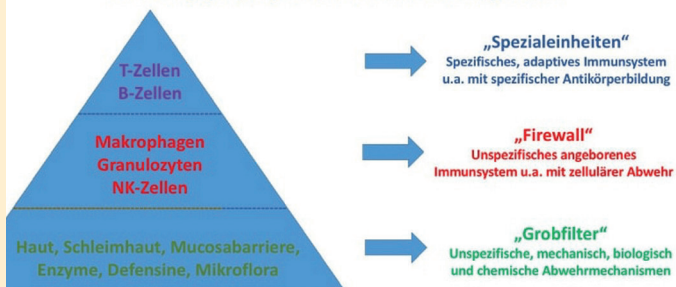 T-Zellen
B-Zellen
„Spezialeinheiten"
Spezifisches, adaptives Immunsystem
u.a. mit spezifischer Antikörperbildung
Makrophagen
Granulozyten
NK-Zellen
„Firewall"
Unspezifisches angeborenes
Immunsystem u.a. mit zellulärer Abwehr
Haut, Schleimhaut, Mucosabarriere,
Enzyme, Defensine, Mikroflora
„Grobfilter"
Unspezifische, mechanisch, biologisch
und chemische Abwehrmechanismen